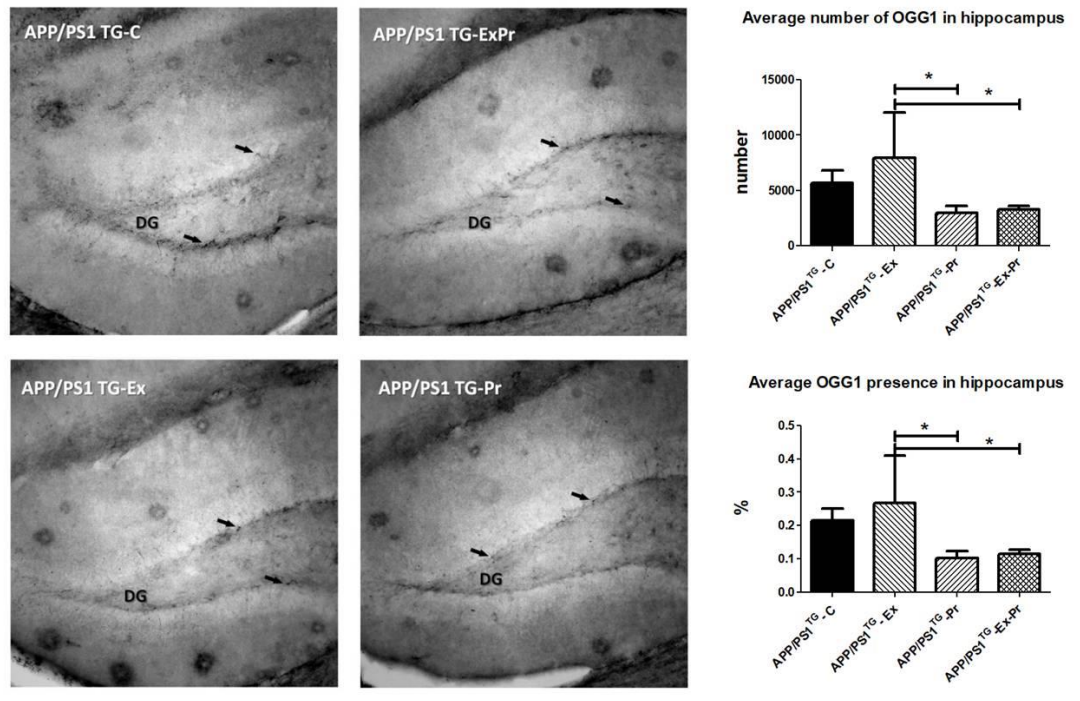 APP/PS1 TG-C
DG
APP/PS1 TG-ExPr
DG
APP/PS1 TG-Ex
DG
APP/PS1 TG-Pr
DG
Average number of OGG1 in hippocampus
number
15000
10000
5000
0
*
*
APP/PS1TG-C
APP/PS1TG-Ex
APP/PS1TG-Pr
APP/PS1TG-Ex-Pr
Average OGG1 presence in hippocampus
%
0.5
0.4
0.3
0.2
0.1
0.0
*
*
APP/PS1TG-C
APP/PS1TG-Ex
APP/PS1TG-Pr
APP/PS1TG-Ex-Pr